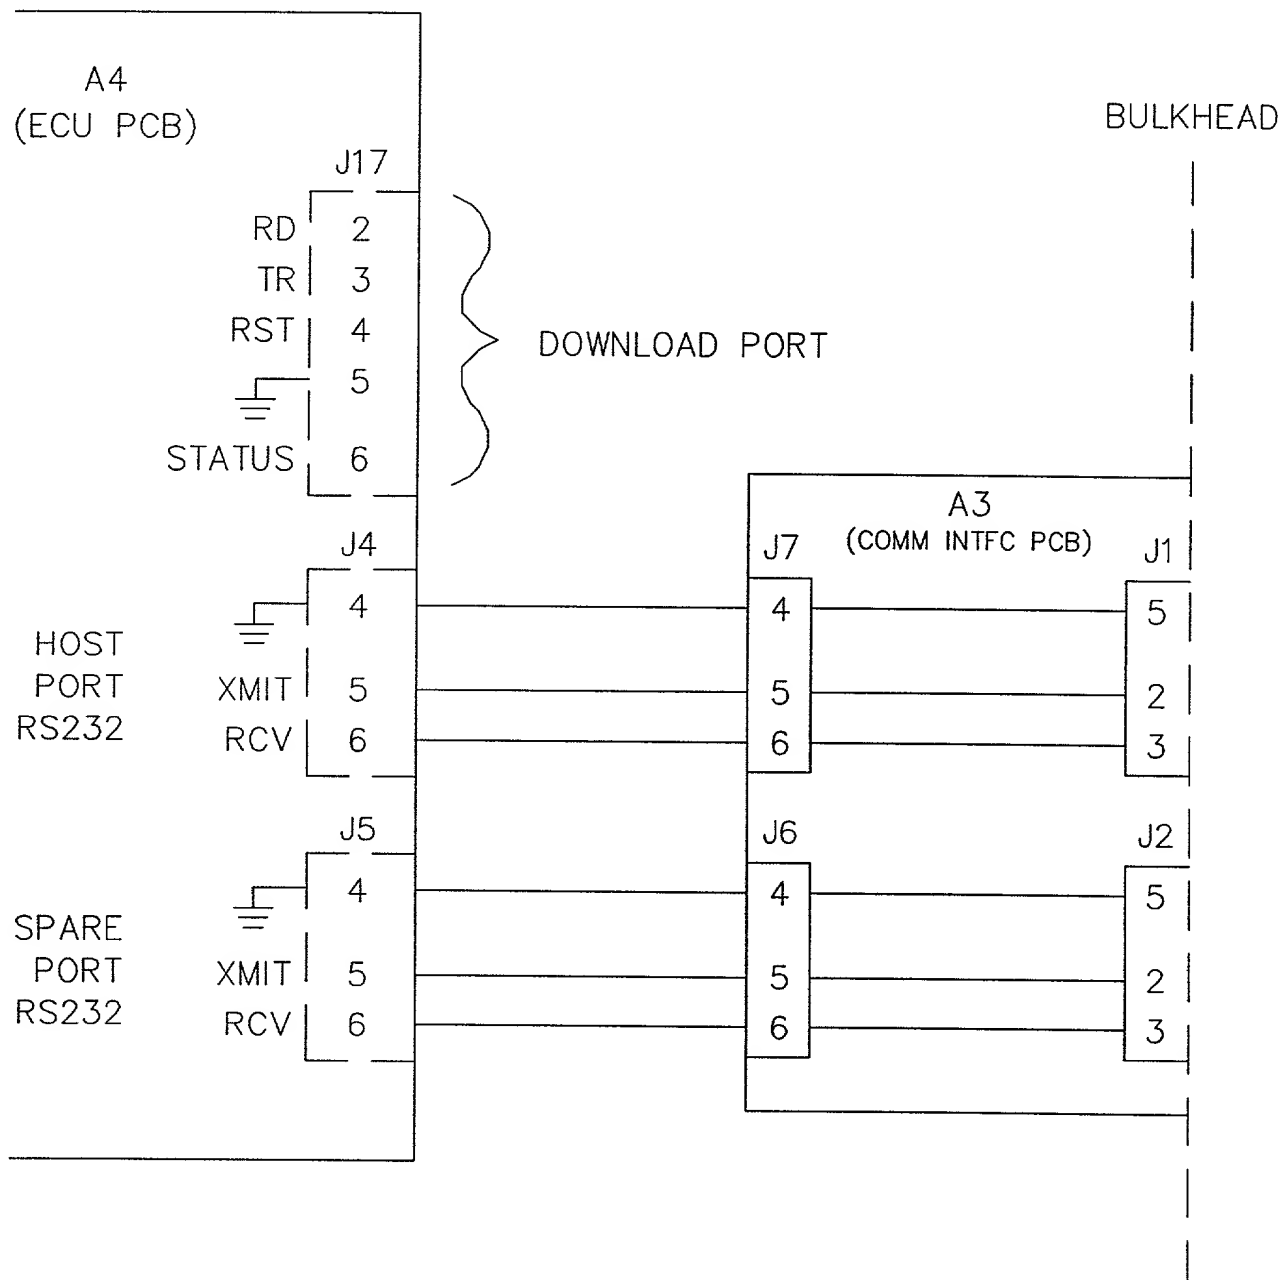 A4
(ECU PCB)
BULKHEAD
J17
RD 2
TR 3
RST 4
5
STATUS 6
DOWNLOAD PORT
A3
(COMM INTFC PCB)
J4
J7
J1
4 4 5
HOST
PORT
RS232
XMIT 5 5 2
RCV 6 6 3
J5
J6
J2
4 4 5
SPARE
PORT
RS232
XMIT 5 5 2
RCV 6 6 3